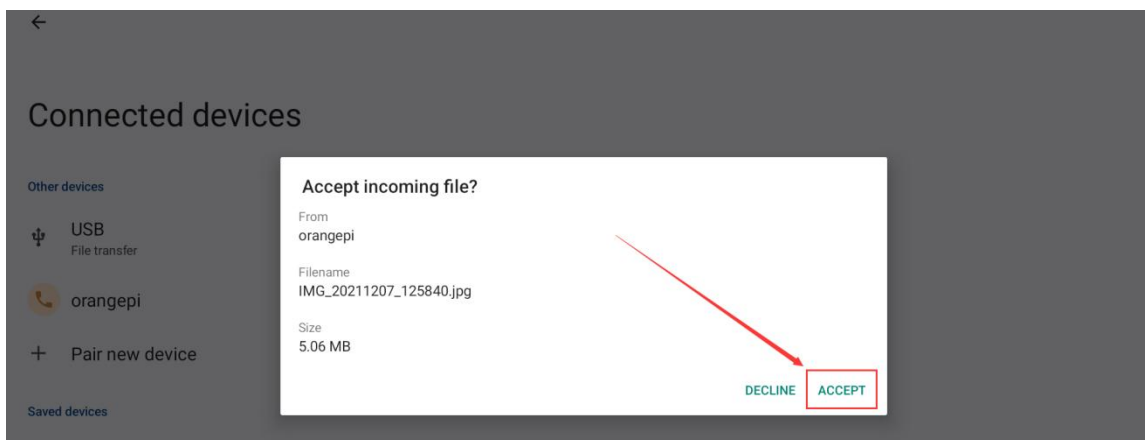 Connected devices
Other devices
USB
File transfer
orangepi
Pair new device
Saved devices
Accept incoming file?
From
orangepi
Filename
IMG_20211207_125840.jpg
Size
5.06 MB
DECLINE ACCEPT